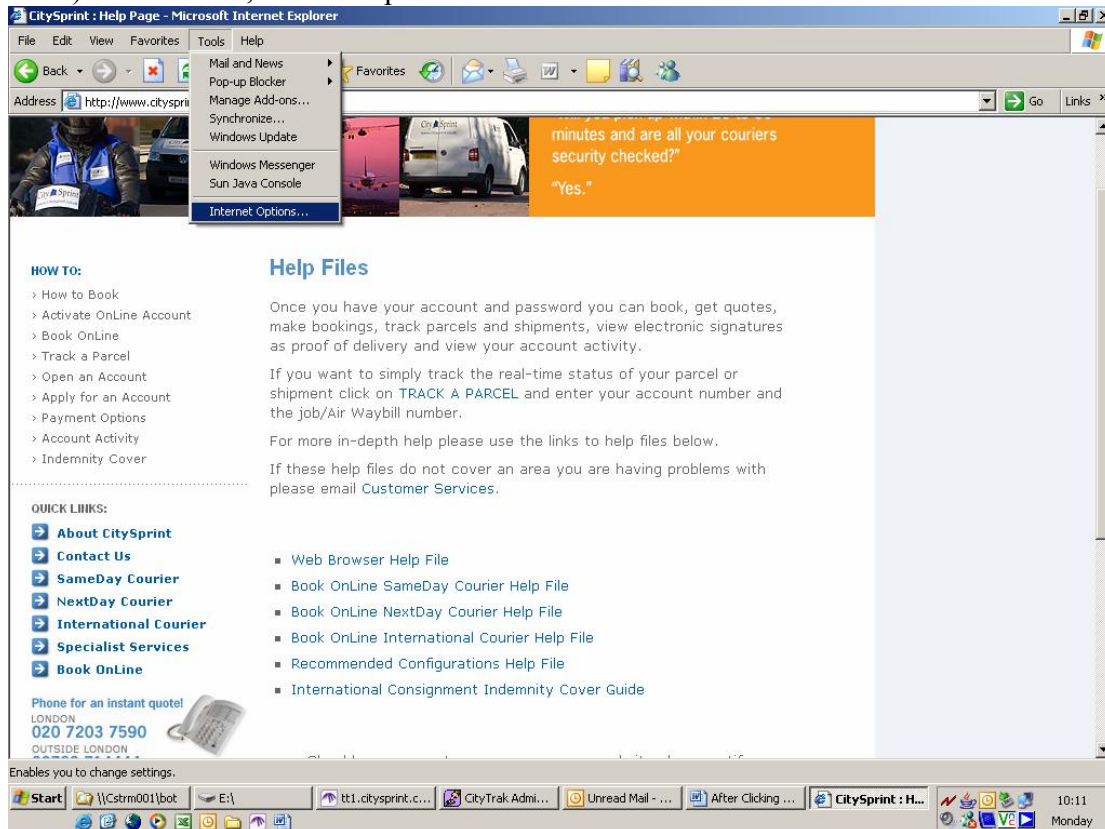 CitySprint : Help Page - Microsoft Internet Explorer
File Edit View Favorites Tools Help
Back
Favorites
Address http://www.cityspri
Go Links
Mail and News
Pop-up Blocker
Manage Add-ons...
Synchronize...
Windows Update
Windows Messenger
Sun Java Console
Internet Options...
City Sprint
City Sprint
minutes and are all your couriers
security checked?"
"Yes."
HOW TO:
› How to Book
› Activate OnLine Account
› Book OnLine
› Track a Parcel
› Open an Account
› Apply for an Account
› Payment Options
› Account Activity
› Indemnity Cover
QUICK LINKS:
About CitySprint
Contact Us
SameDay Courier
NextDay Courier
International Courier
Specialist Services
Book OnLine
Phone for an instant quote!
LONDON
020 7203 7590
OUTSIDE LONDON
Help Files
Once you have your account and password you can book, get quotes,
make bookings, track parcels and shipments, view electronic signatures
as proof of delivery and view your account activity.
If you want to simply track the real-time status of your parcel or
shipment click on TRACK A PARCEL and enter your account number and
the job/Air Waybill number.
For more in-depth help please use the links to help files below.
If these help files do not cover an area you are having problems with
please email Customer Services.
Web Browser Help File
Book OnLine SameDay Courier Help File
Book OnLine NextDay Courier Help File
Book OnLine International Courier Help File
Recommended Configurations Help File
International Consignment Indemnity Cover Guide
Enables you to change settings.
Start \\Cstrm001\bot E:\ tt1.citysprint.c... CityTrak Admi... Unread Mail - ... After Clicking ... CitySprint : H... 10:11
Monday